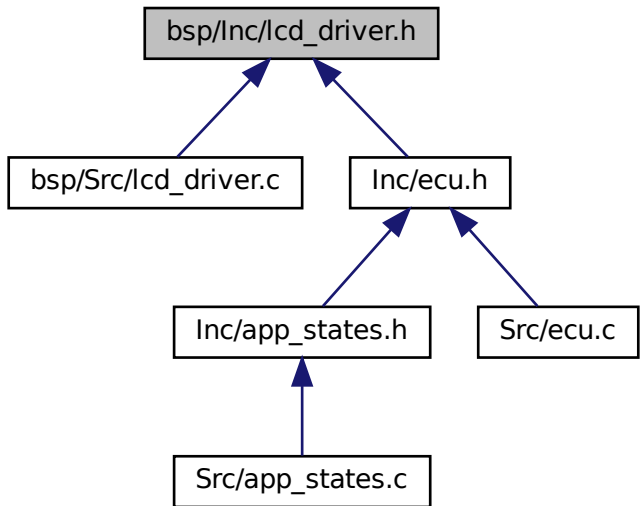 bsp/Inc/lcd_driver.h
bsp/Src/lcd_driver.c
Inc/ecu.h
Inc/app_states.h
Src/ecu.c
Src/app_states.c